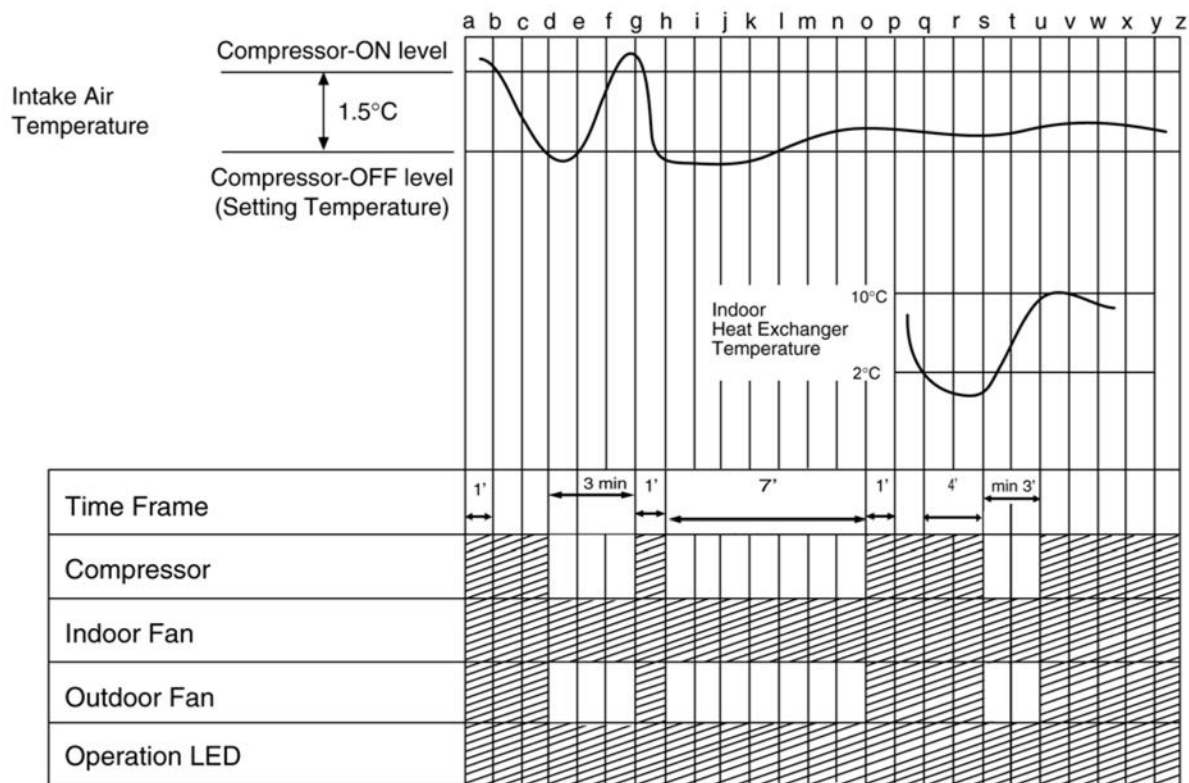 a b c d e f g h i j k l m n o p q r s t u v w x y z
Compressor-ON level
Intake Air
Temperature
1.5°C
Compressor-OFF level
(Setting Temperature)
10°C
Indoor
Heat Exchanger
Temperature
2°C
Time Frame
1’ 3 min 1’ 7’ 1’ 4’ min 3’
Compressor
Indoor Fan
Outdoor Fan
Operation LED